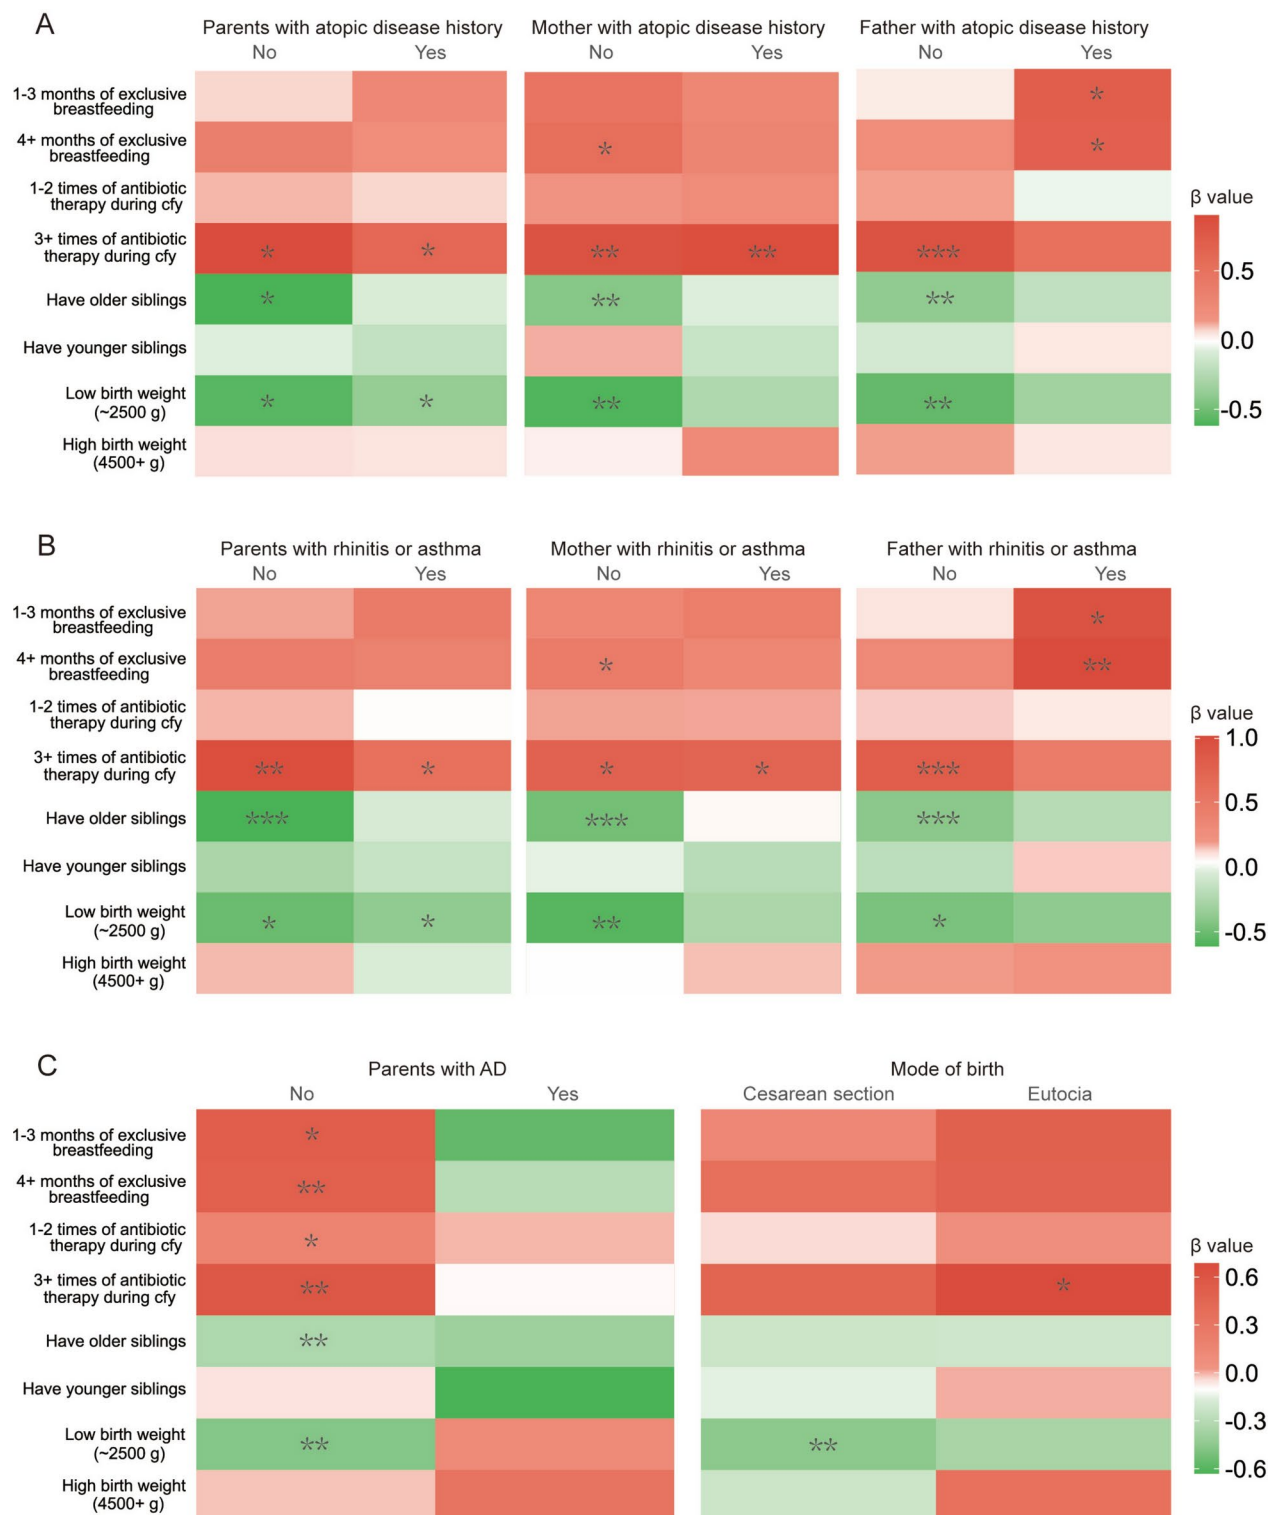 A
Parents with atopic disease history
Mother with atopic disease history
Father with atopic disease history
No
Yes
No
Yes
No
Yes
1-3 months of exclusive
breastfeeding
*
4+ months of exclusive
breastfeeding
*
*
1-2 times of antibiotic
therapy during cfy
3+ times of antibiotic
therapy during cfy
*
*
**
**
***
Have older siblings
*
**
**
Have younger siblings
Low birth weight
(~2500 g)
*
*
**
**
High birth weight
(4500+ g)
β value
0.5
0.0
-0.5
B
Parents with rhinitis or asthma
Mother with rhinitis or asthma
Father with rhinitis or asthma
No
Yes
No
Yes
No
Yes
1-3 months of exclusive
breastfeeding
*
4+ months of exclusive
breastfeeding
*
**
1-2 times of antibiotic
therapy during cfy
3+ times of antibiotic
therapy during cfy
**
*
*
*
***
Have older siblings
***
***
***
Have younger siblings
Low birth weight
(~2500 g)
*
*
**
*
High birth weight
(4500+ g)
β value
1.0
0.5
0.0
-0.5
C
Parents with AD
Mode of birth
No
Yes
Cesarean section
Eutocia
1-3 months of exclusive
breastfeeding
*
4+ months of exclusive
breastfeeding
**
1-2 times of antibiotic
therapy during cfy
*
3+ times of antibiotic
therapy during cfy
**
*
Have older siblings
**
Have younger siblings
Low birth weight
(~2500 g)
**
**
High birth weight
(4500+ g)
β value
0.6
0.3
0.0
-0.3
-0.6